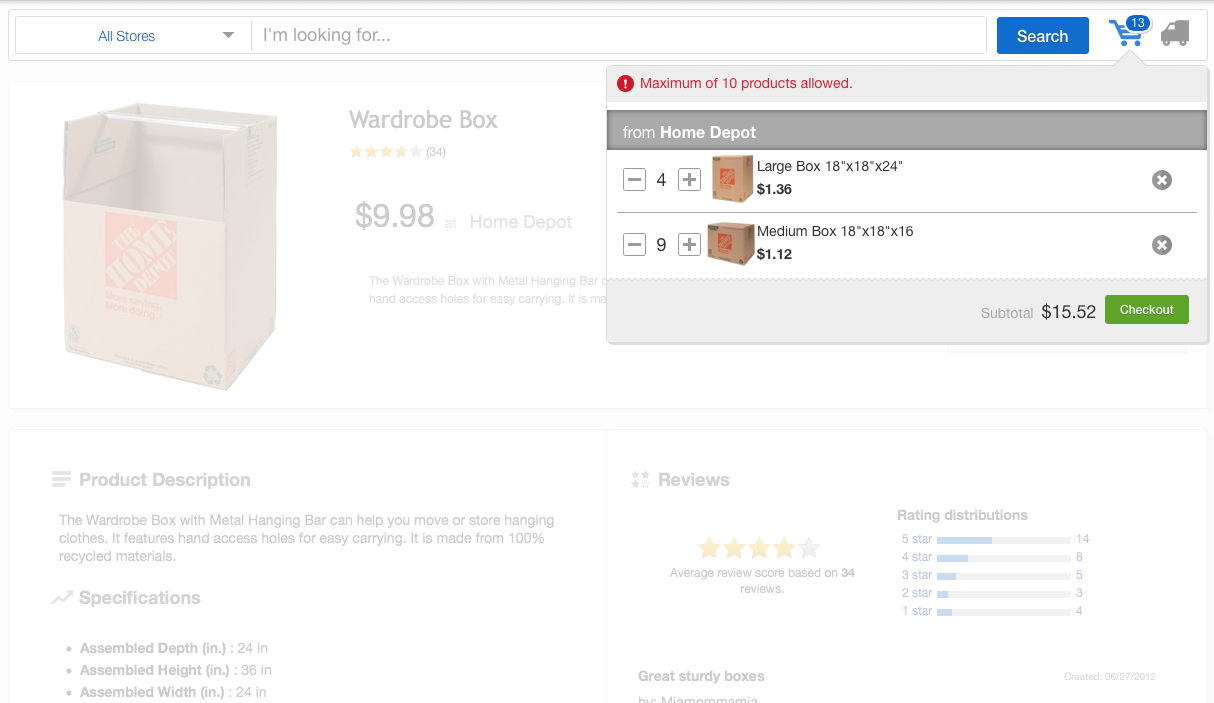 All Stores
I'm looking for...
Search
13
Maximum of 10 products allowed.
from Home Depot
4
Large Box 18"x18"x24"
$1.36
9
Medium Box 18"x18"x16
$1.12
Subtotal $15.52 Checkout
Wardrobe Box
(34)
$9.98 at Home Depot
The Wardrobe Box with Metal Hanging Bar
hand access holes for easy carrying. It is
THE
HOME
DEPOT
More saving.
More doing.
Product Description
The Wardrobe Box with Metal Hanging Bar can help you move or store hanging
clothes. It features hand access holes for easy carrying. It is made from 100%
recycled materials.
Specifications
Assembled Depth (in.) : 24 in
Assembled Height (in.) : 36 in
Assembled Width (in.) : 24 in
Reviews
Average review score based on 34
reviews.
Rating distributions
5 star 14
4 star 8
3 star 5
2 star 3
1 star 4
Great sturdy boxes
Created: 06/27/2012
by: Miamommamia